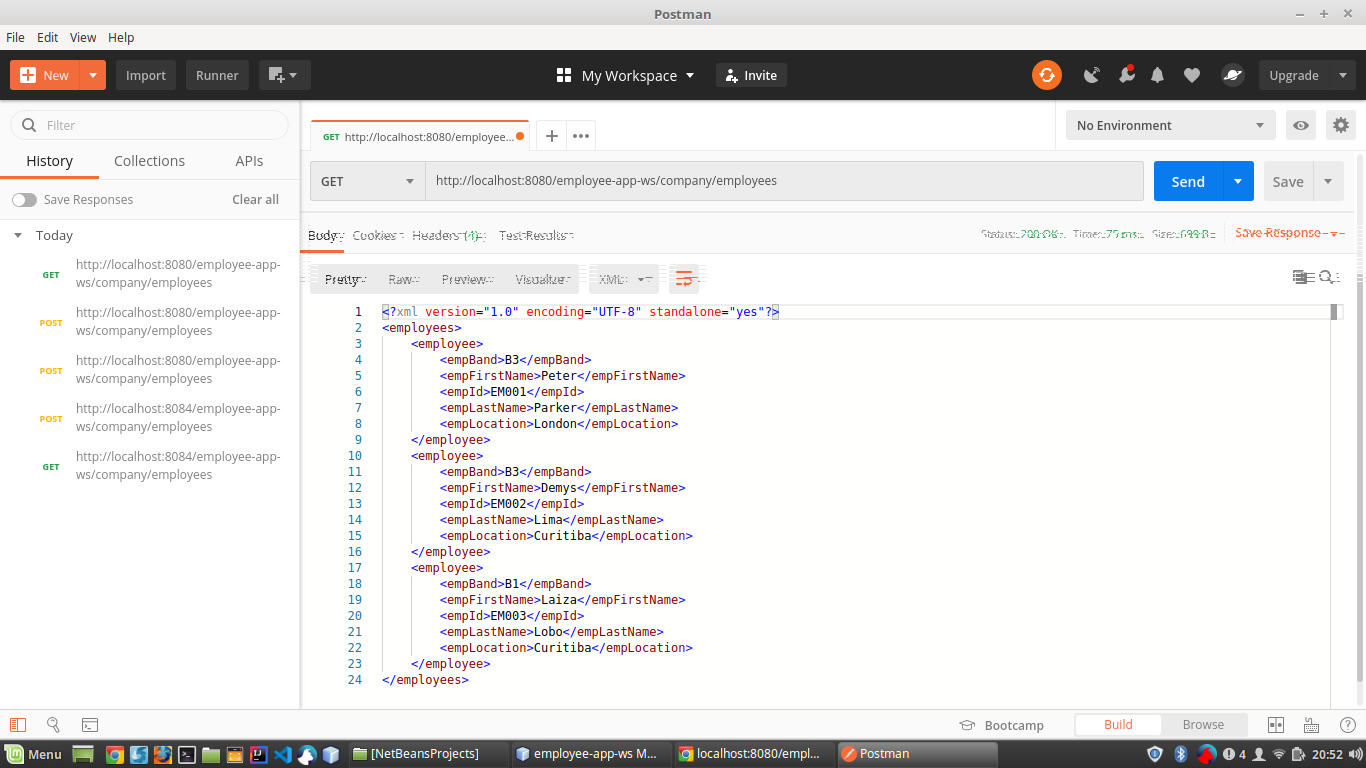 Postman
File Edit View Help
New Import Runner My Workspace Invite Upgrade
Filter
History Collections APIs
Save Responses Clear all
Today
GET http://localhost:8080/employee-app-
ws/company/employees
POST http://localhost:8080/employee-app-
ws/company/employees
POST http://localhost:8080/employee-app-
ws/company/employees
POST http://localhost:8084/employee-app-
ws/company/employees
GET http://localhost:8084/employee-app-
ws/company/employees
GET http://localhost:8080/employee...
No Environment
GET http://localhost:8080/employee-app-ws/company/employees Send Save
Body Cookies Headers (4) Test Results Status: 200 OK Time: 75 ms Size: 699 B Save Response
Pretty Raw Preview Visualize XML
1 <?xml version="1.0" encoding="UTF-8" standalone="yes"?>
2 <employees>
3 <employee>
4 <empBand>B3</empBand>
5 <empFirstName>Peter</empFirstName>
6 <empId>EM001</empId>
7 <empLastName>Parker</empLastName>
8 <empLocation>London</empLocation>
9 </employee>
10 <employee>
11 <empBand>B3</empBand>
12 <empFirstName>Demys</empFirstName>
13 <empId>EM002</empId>
14 <empLastName>Lima</empLastName>
15 <empLocation>Curitiba</empLocation>
16 </employee>
17 <employee>
18 <empBand>B1</empBand>
19 <empFirstName>Laiza</empFirstName>
20 <empId>EM003</empId>
21 <empLastName>Lobo</empLastName>
22 <empLocation>Curitiba</empLocation>
23 </employee>
24 </employees>
Bootcamp Build Browse
Menu [NetBeansProjects] employee-app-ws M... localhost:8080/empl... Postman 4 20:52